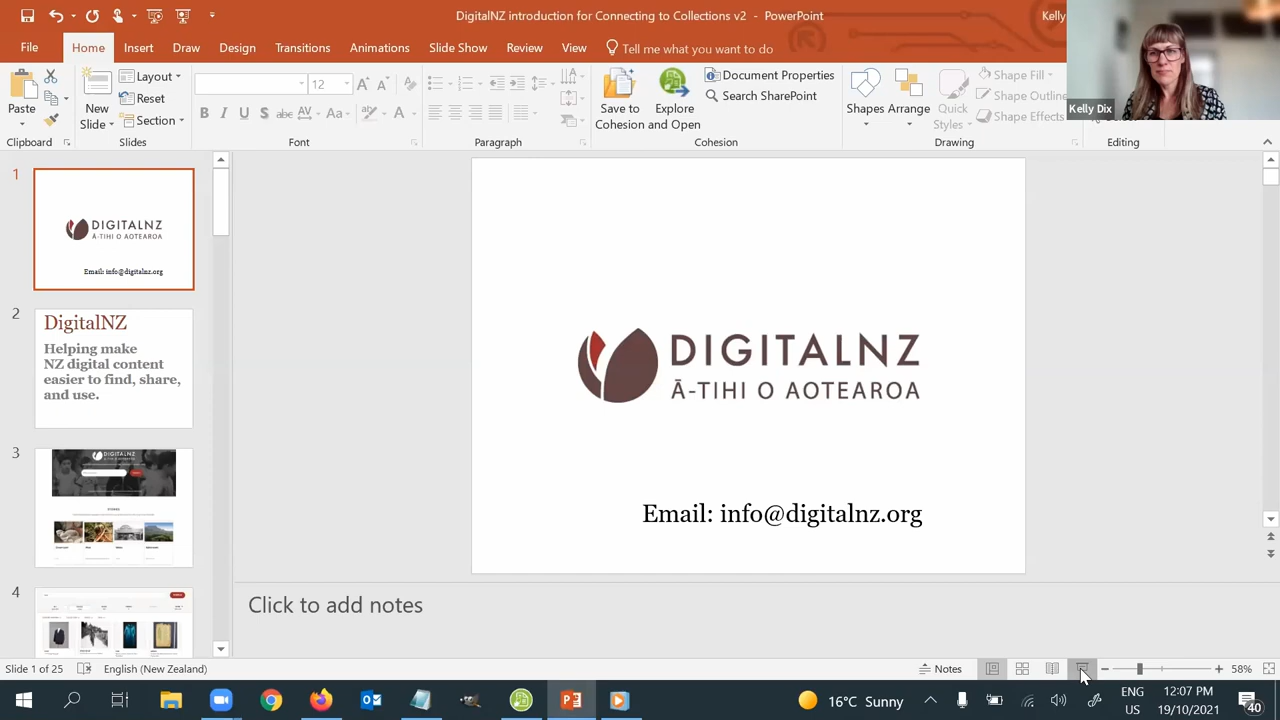 DigitalNZ introduction for Connecting to Collections v2 - PowerPoint
Kelly
File Home Insert Draw Design Transitions Animations Slide Show Review View Tell me what you want to do
Paste
New
Slide
Layout
Reset
Section
12
B I U S abc AV Aa A
Save to
Cohesion
Explore
and Open
Document Properties
Search SharePoint
Shapes Arrange
Quick
Styles
Shape Fill
Shape Outline
Shape Effects
Kelly Dix
Clipboard Slides Font Paragraph Cohesion Drawing Editing
1
DIGITALNZ
Ā-TIHI O AOTEAROA
Email: info@digitalnz.org
2
DigitalNZ
Helping make
NZ digital content
easier to find, share,
and use.
3
DIGITALNZ
4
DIGITALNZ
Ā-TIHI O AOTEAROA
Email: info@digitalnz.org
Click to add notes
Slide 1 of 25 English (New Zealand) Notes 58%
16°C Sunny
ENG
US
12:07 PM
19/10/2021
40